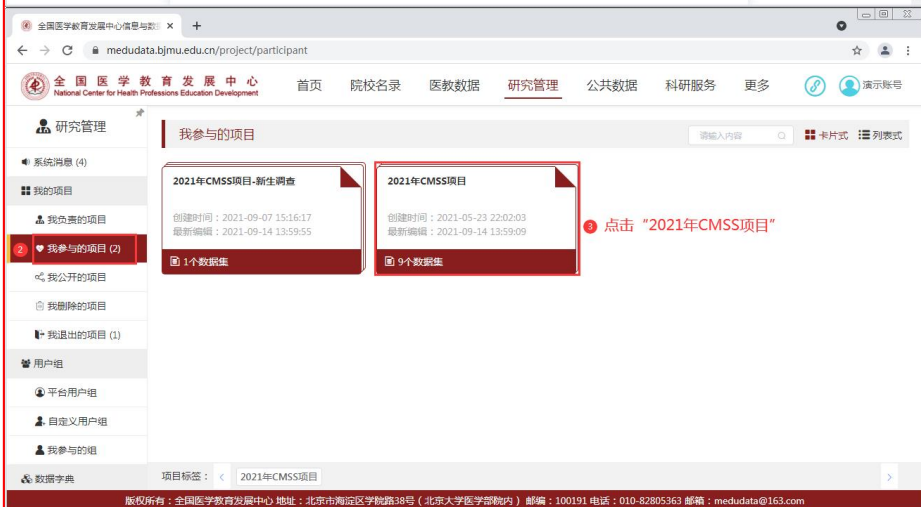 全国医学教育发展中心信息与数
medudata.bjmu.edu.cn/project/participant
全国医学教育发展中心
National Center for Health Professions Education Development
首页 院校名录 医教数据 研究管理 公共数据 科研服务 更多 演示账号
研究管理
我参与的项目
请输入内容
卡片式 列表式
系统消息 (4)
我的项目
我负责的项目
2 我参与的项目 (2)
我公开的项目
我删除的项目
我退出的项目 (1)
用户组
平台用户组
自定义用户组
我参与的组
数据字典
2021年CMSS项目-新生调查
创建时间：2021-09-07 15:16:17
最新编辑：2021-09-14 13:59:55
1个数据集
2021年CMSS项目
创建时间：2021-05-23 22:02:03
最新编辑：2021-09-14 13:59:09
9个数据集
3 点击“2021年CMSS项目”
项目标签： < 2021年CMSS项目 >
版权所有：全国医学教育发展中心 地址：北京市海淀区学院路38号（北京大学医学部院内） 邮编：100191 电话：010-82805363 邮箱：medudata@163.com